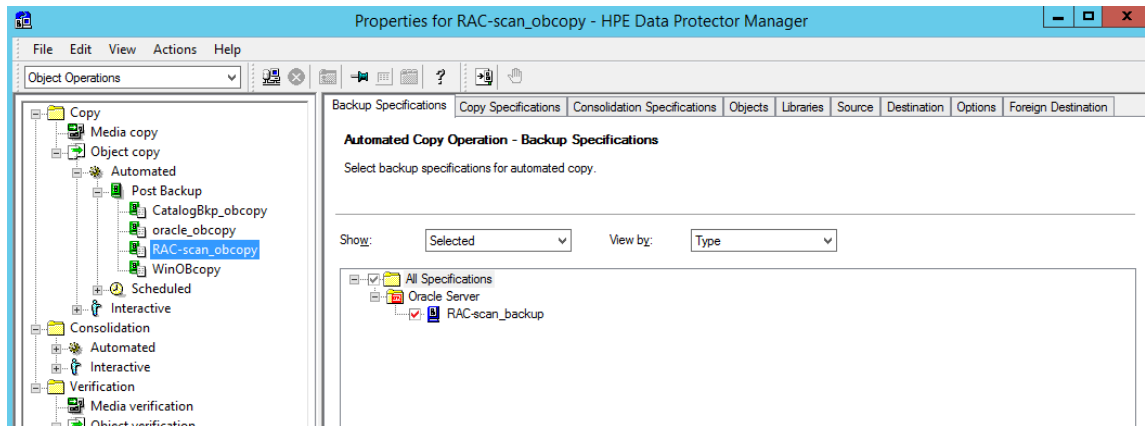 Properties for RAC-scan_obcopy - HPE Data Protector Manager
File Edit View Actions Help
Object Operations
Copy
Media copy
Object copy
Automated
Post Backup
CatalogBkp_obcopy
oracle_obcopy
RAC-scan_obcopy
WinOBcopy
Scheduled
Interactive
Consolidation
Automated
Interactive
Verification
Media verification
Object verification
Backup Specifications Copy Specifications Consolidation Specifications Objects Libraries Source Destination Options Foreign Destination
Automated Copy Operation - Backup Specifications
Select backup specifications for automated copy.
Show: Selected View by: Type
All Specifications
Oracle Server
RAC-scan_backup